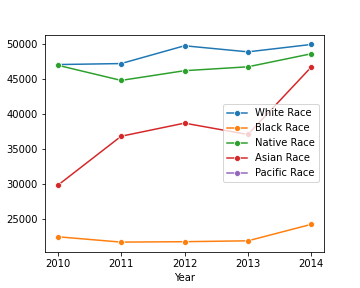 50000
45000
40000
35000
30000
25000
White Race
Black Race
Native Race
Asian Race
Pacific Race
2010 2011 2012 2013 2014
Year